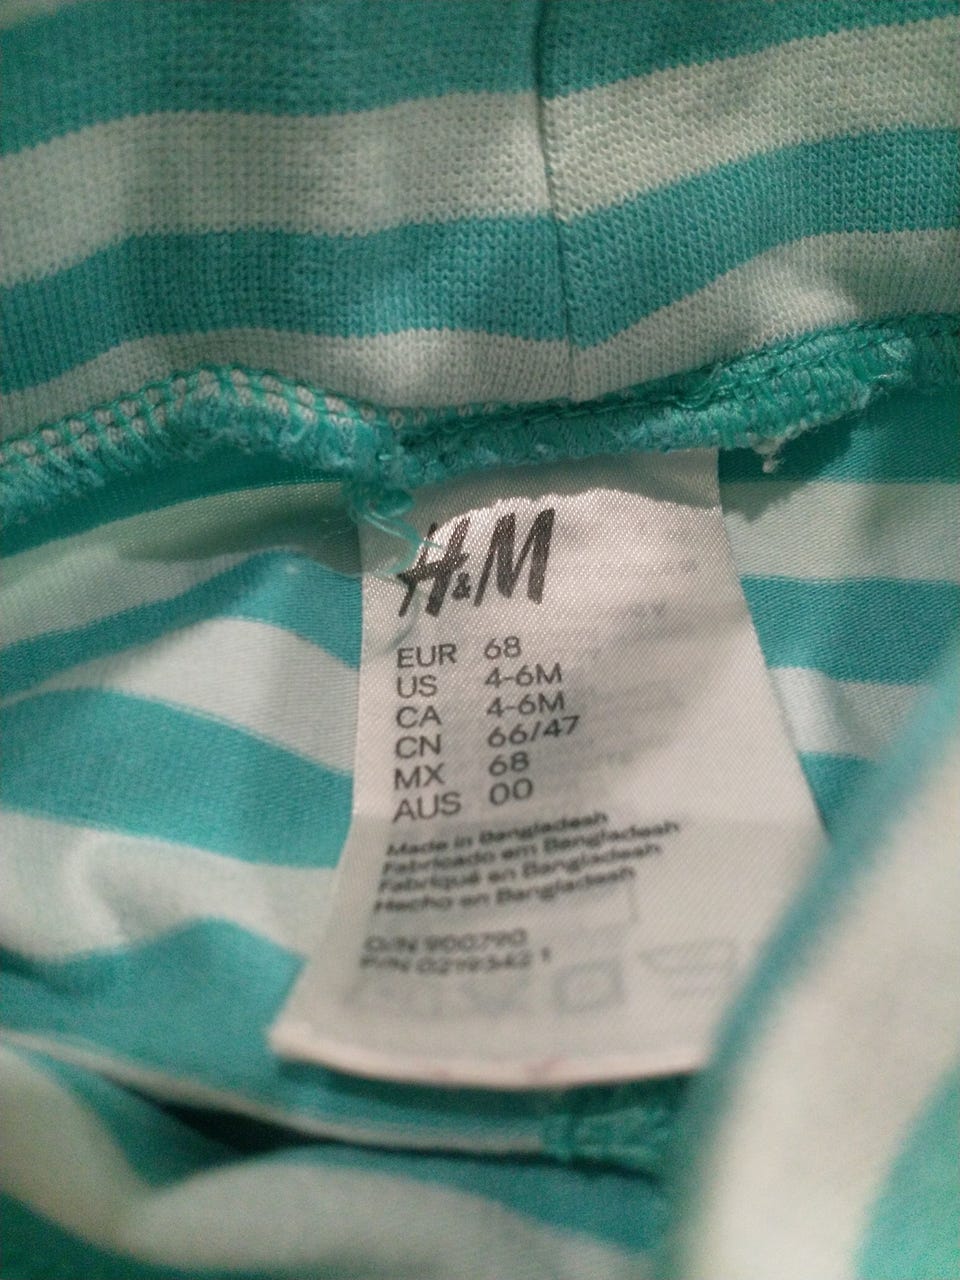 H&M
EUR 68
US 4-6M
CA 4-6M
CN 66/47
MX 68
AUS 00
Made in Bangladesh
Fabricado em Bangladesh
Fabriqué en Bangladesh
Hecho en Bangladesh
O/N 900790
P/N 0219342 1